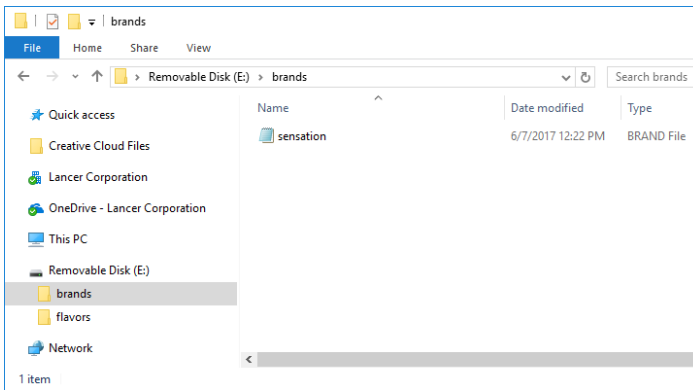 brands
File Home Share View
Removable Disk (E:) brands Search brands
Name Date modified Type
Quick access
sensation 6/7/2017 12:22 PM BRAND File
Creative Cloud Files
Lancer Corporation
OneDrive - Lancer Corporation
This PC
Removable Disk (E:)
brands
flavors
Network
1 item